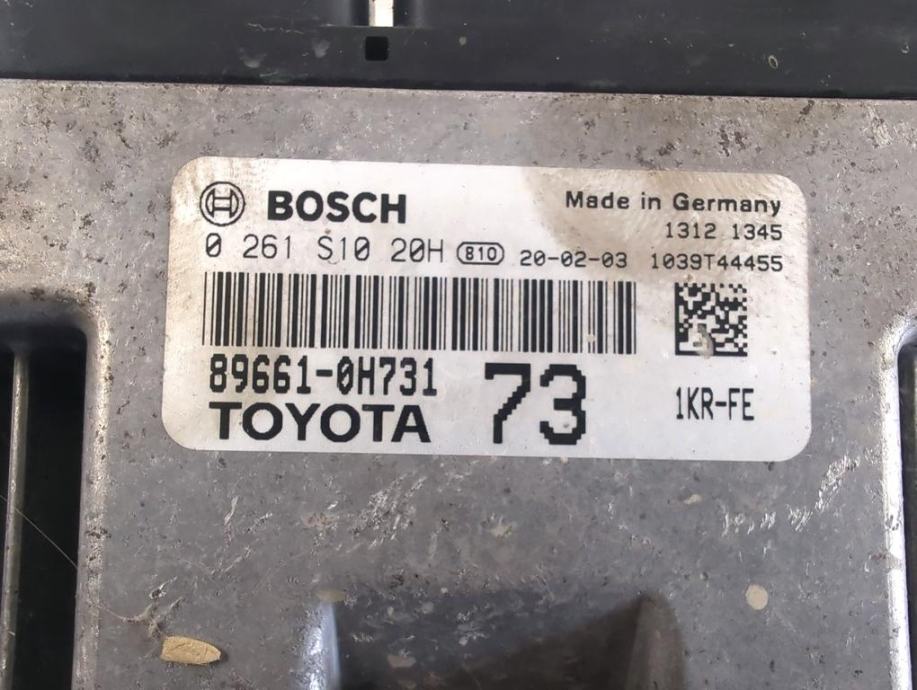 BOSCH Made in Germany
1312 1345
0 261 S10 20H 810 20-02-03 1039T44455
89661-0H731 73 1KR-FE
TOYOTA